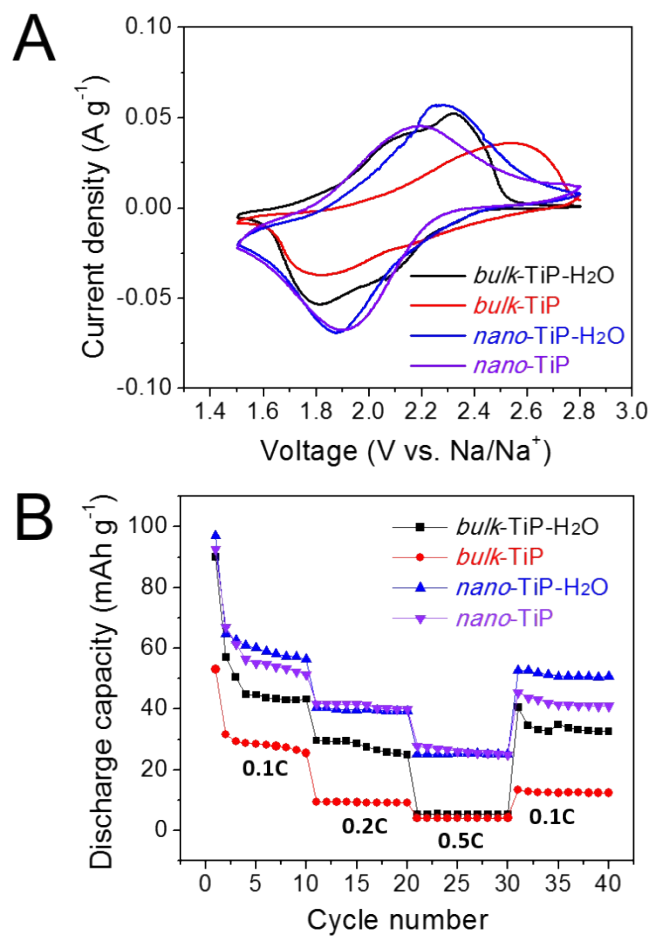 A
0.10
0.05
0.00
-0.05
-0.10
Current density (A g⁻¹)
bulk-TiP-H₂O
bulk-TiP
nano-TiP-H₂O
nano-TiP
1.4 1.6 1.8 2.0 2.2 2.4 2.6 2.8 3.0
Voltage (V vs. Na/Na⁺)
B
100
80
60
40
20
0
Discharge capacity (mAh g⁻¹)
bulk-TiP-H₂O
bulk-TiP
nano-TiP-H₂O
nano-TiP
0.1C
0.2C
0.5C
0.1C
0 5 10 15 20 25 30 35 40
Cycle number